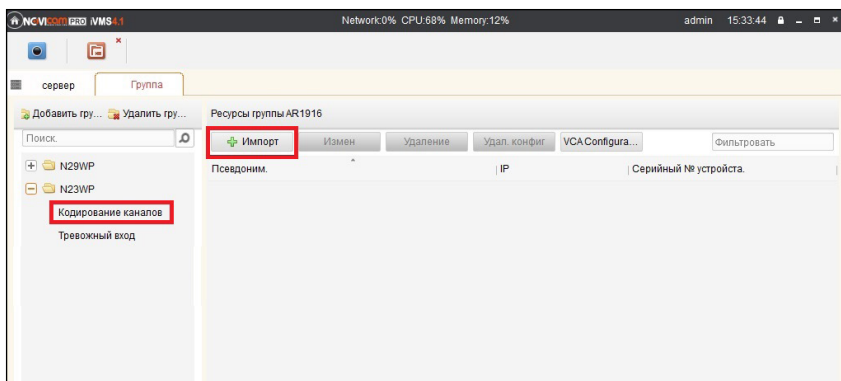 NOVIcom PRO iVMS4.1 Network:0% CPU:68% Memory:12% admin 15:33:44
сервер Группа
Добавить гру... Удалить гру... Ресурсы группы AR1916
Поиск. Импорт Измен Удаление Удал. конфиг VCA Configura... Фильтровать
Псевдоним. IP Серийный № устройста.
N29WP
N23WP
Кодирование каналов
Тревожный вход